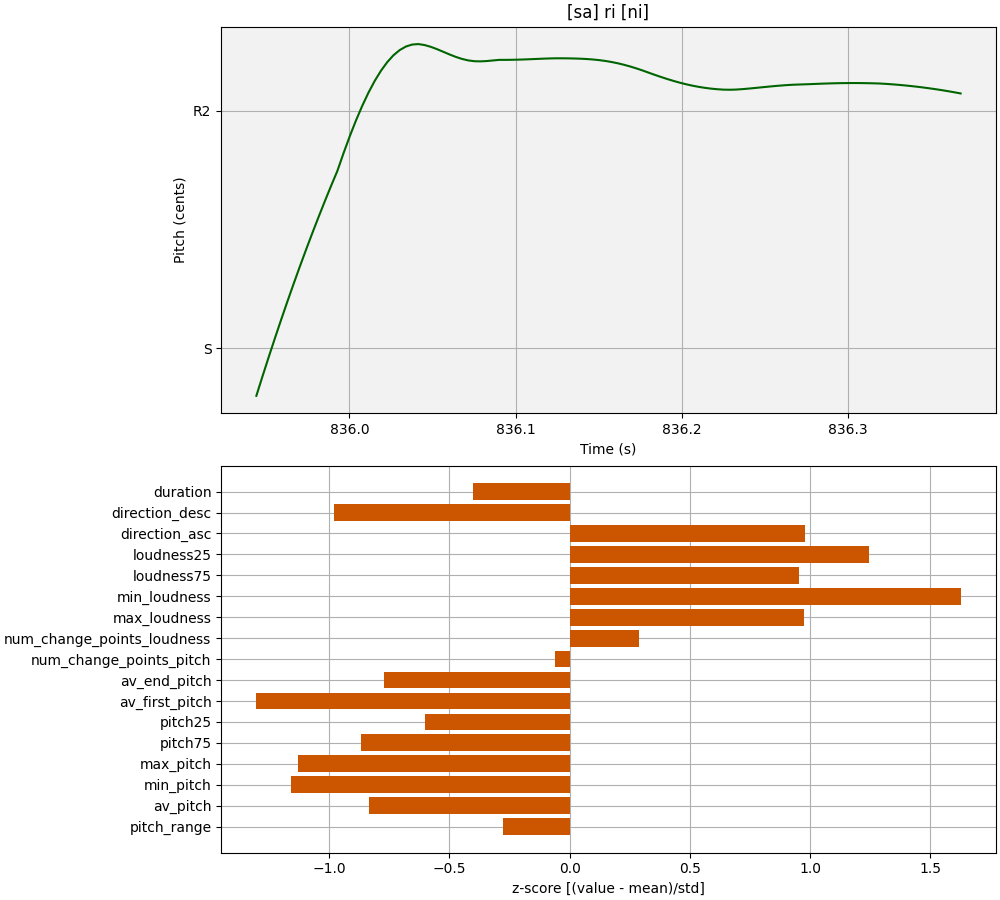 [sa] ri [ni]
R2
S
Pitch (cents)
836.0 836.1 836.2 836.3
Time (s)
duration
direction_desc
direction_asc
loudness25
loudness75
min_loudness
max_loudness
num_change_points_loudness
num_change_points_pitch
av_end_pitch
av_first_pitch
pitch25
pitch75
max_pitch
min_pitch
av_pitch
pitch_range
−1.0 −0.5 0.0 0.5 1.0 1.5
z-score [(value - mean)/std]